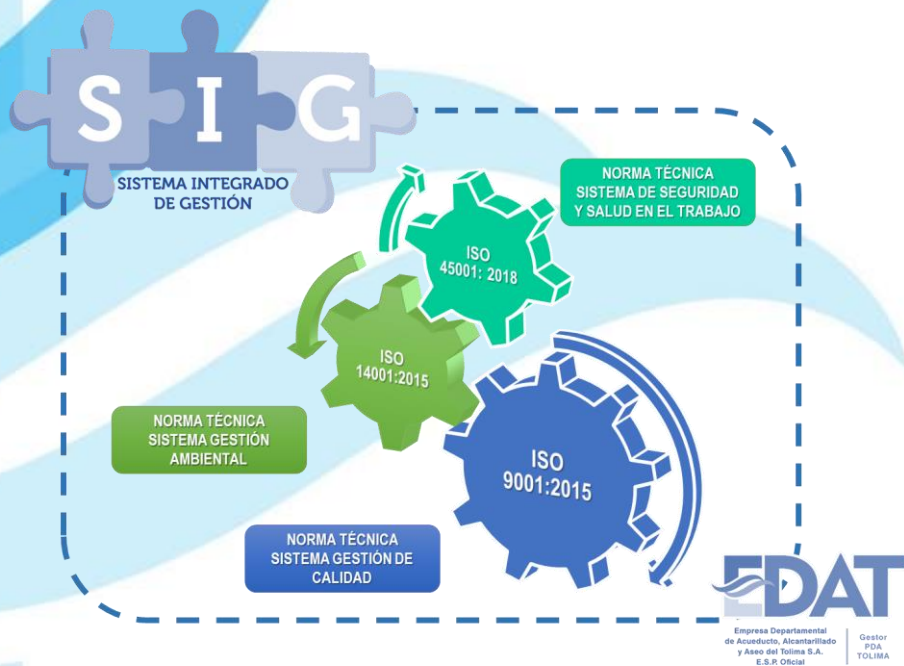 SIG
SISTEMA INTEGRADO
DE GESTIÓN
NORMA TÉCNICA
SISTEMA DE SEGURIDAD
Y SALUD EN EL TRABAJO
ISO
45001: 2018
ISO
14001:2015
NORMA TÉCNICA
SISTEMA GESTIÓN
AMBIENTAL
ISO
9001:2015
NORMA TÉCNICA
SISTEMA GESTIÓN DE
CALIDAD
EDAT
Empresa Departamental
de Acueducto, Alcantarillado
y Aseo del Tolima S.A.
E.S.P. Oficial
Gestor
PDA
TOLIMA